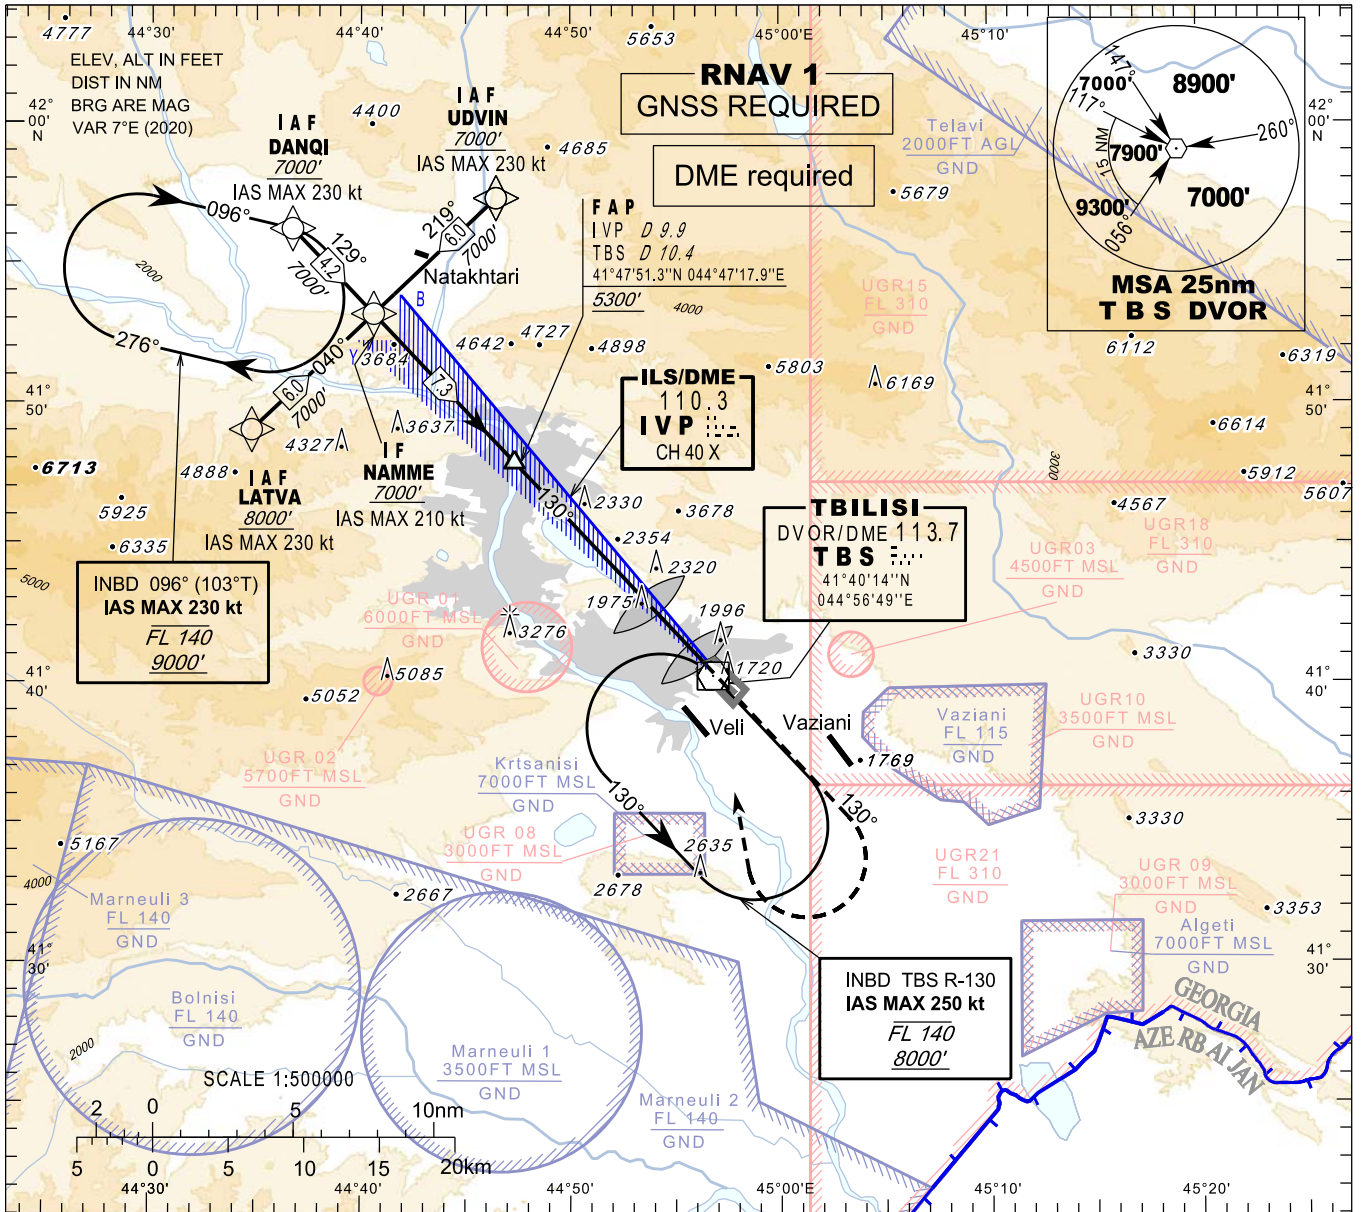 44°30'
44°40'
44°50'
45°00'E
45°10'
4777
ELEV, ALT IN FEET
DIST IN NM
BRG ARE MAG
VAR 7°E (2020)
42°
00'
N
5653
4400
4685
5679
IAF
DANQI
7000'
IAS MAX 230 kt
IAF
UDVIN
7000'
IAS MAX 230 kt
RNAV 1
GNSS REQUIRED
DME required
Telavi
2000FT AGL
GND
147°
117°
7000'
8900'
260°
15 NM
7900'
9300'
7000'
056°
MSA 25nm
TBS DVOR
42°
00'
N
096°
129°
4.2
7000'
219°
6.0
7000'
Natakhtari
2000
276°
040°
6.0
7000'
B
Y
3684
7.3
FAP
IVP D 9.9
TBS D 10.4
41°47'51.3"N 044°47'17.9"E
5300'
4000
4642
4727
4898
5803
UGR15
FL 310
GND
6169
6112
6319
6614
5912
5607
4567
3000
41°
50'
41°
50'
ILS/DME
110.3
IVP
CH 40 X
4327
3637
4888
6713
5925
6335
5000
IAF
LATVA
8000'
IAS MAX 230 kt
IF
NAMME
7000'
IAS MAX 210 kt
130°
2330
3678
2354
2320
1975
1996
1720
TBILISI
DVOR/DME 113.7
TBS
41°40'14"N
044°56'49"E
UGR18
FL 310
GND
UGR03
4500FT MSL
GND
INBD 096° (103°T)
IAS MAX 230 kt
FL 140
9000'
UGR 01
6000FT MSL
GND
3276
5085
5052
41°
40'
41°
40'
3330
UGR 02
5700FT MSL
GND
Veli
Vaziani
1769
Vaziani
FL 115
GND
UGR10
3500FT MSL
GND
Krtsanisi
7000FT MSL
GND
UGR 08
3000FT MSL
GND
130°
130°
2635
2678
2667
5167
4000
3330
UGR21
FL 310
GND
UGR 09
3000FT MSL
GND
3353
Algeti
7000FT MSL
GND
Marneuli 3
FL 140
GND
41°
30'
41°
30'
Bolnisi
FL 140
GND
2000
INBD TBS R-130
IAS MAX 250 kt
FL 140
8000'
GEORGIA
AZERBAIJAN
Marneuli 1
3500FT MSL
GND
Marneuli 2
FL 140
GND
SCALE 1:500000
2 0 5 10nm
5 0 5 10 15 20km
44°30'
44°40'
44°50'
45°00'E
45°10'
45°20'